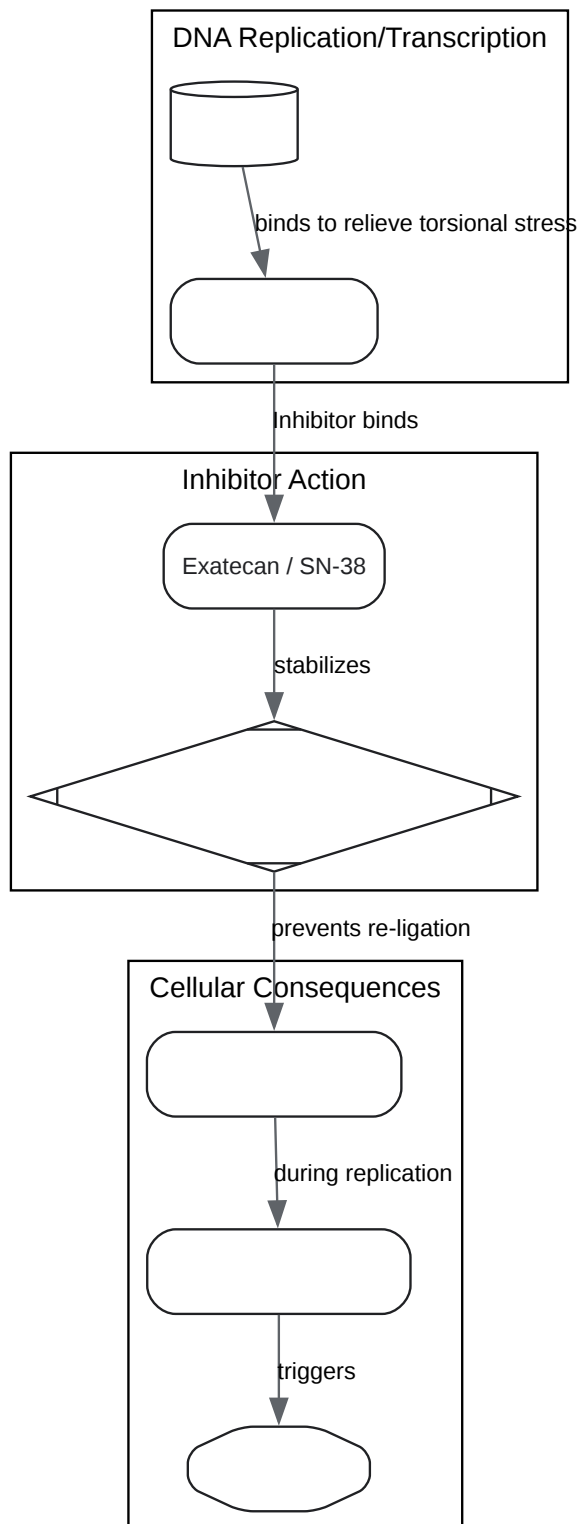 DNA Replication/Transcription
binds to relieve torsional stress
Inhibitor binds
Inhibitor Action
Exatecan / SN-38
stabilizes
prevents re-ligation
Cellular Consequences
during replication
triggers